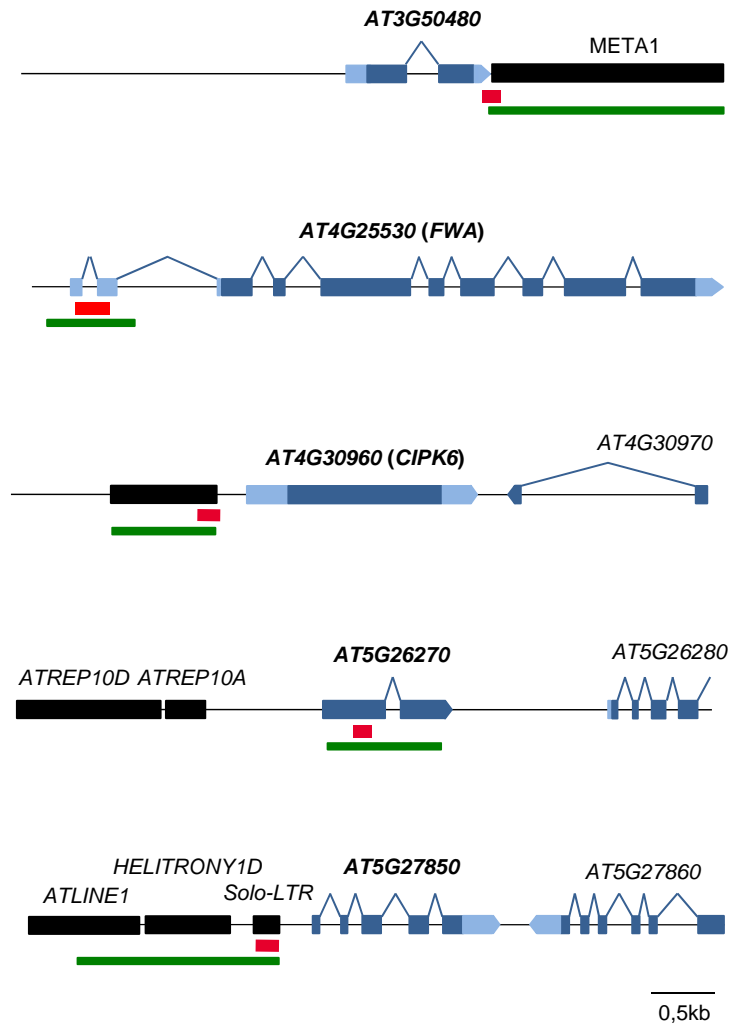 AT3G50480
META1
AT4G25530 (FWA)
AT4G30960 (CIPK6)
AT4G30970
AT5G26270
AT5G26280
ATREP10D ATREP10A
HELITRONY1D
AT5G27850
AT5G27860
ATLINE1
Solo-LTR
0,5kb